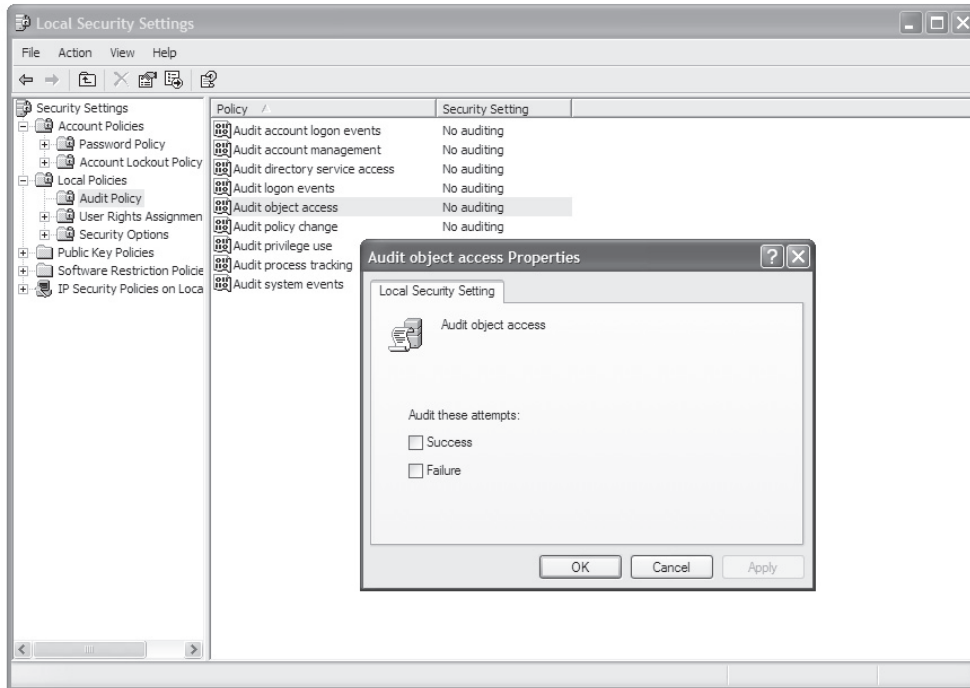 Local Security Settings
File Action View Help
Security Settings
Account Policies
Password Policy
Account Lockout Policy
Local Policies
Audit Policy
User Rights Assignmen
Security Options
Public Key Policies
Software Restriction Policie
IP Security Policies on Loca
Policy Security Setting
Audit account logon events No auditing
Audit account management No auditing
Audit directory service access No auditing
Audit logon events No auditing
Audit object access No auditing
Audit policy change No auditing
Audit privilege use
Audit process tracking
Audit system events
Audit object access Properties
Local Security Setting
Audit object access
Audit these attempts:
Success
Failure
OK Cancel Apply